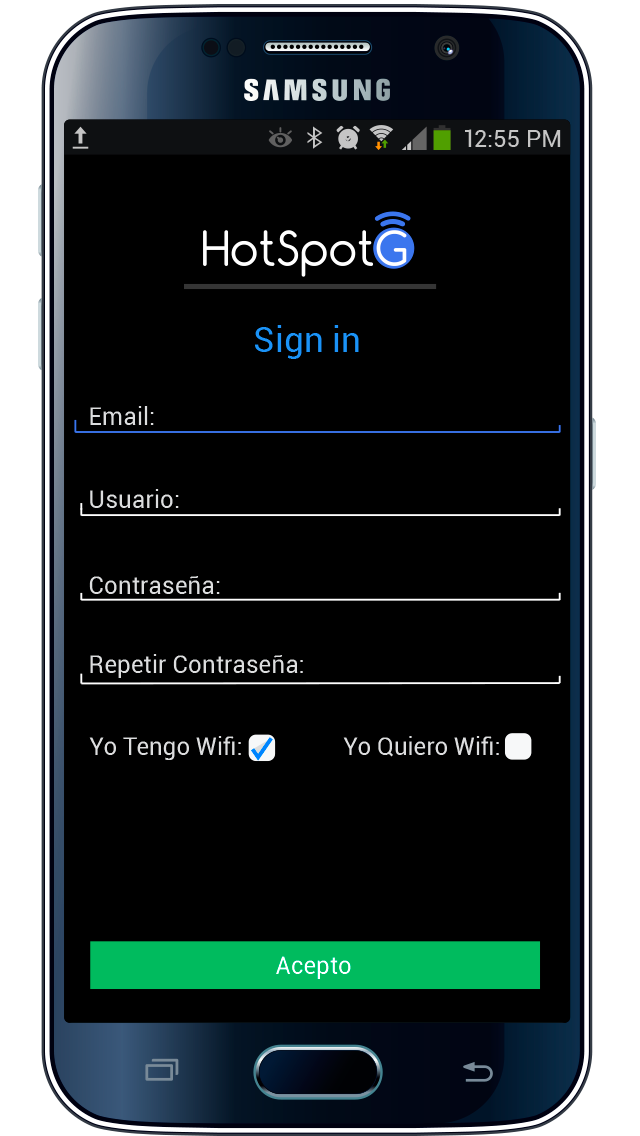 SAMSUNG
12:55 PM
HotSpotG
Sign in
Email:
Usuario:
Contraseña:
Repetir Contraseña:
Yo Tengo Wifi: Yo Quiero Wifi:
Acepto